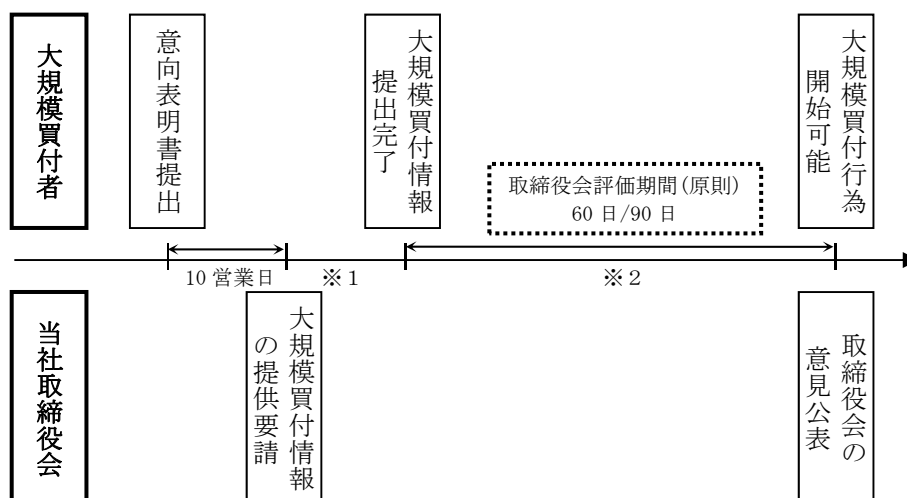 大規模買付者
意向表明書提出
大規模買付情報
提出完了
取締役会評価期間(原則)
60日/90日
大規模買付行為
開始可能
10営業日
※1
※2
当社取締役会
大規模買付情報
の提供要請
取締役会の
意見公表